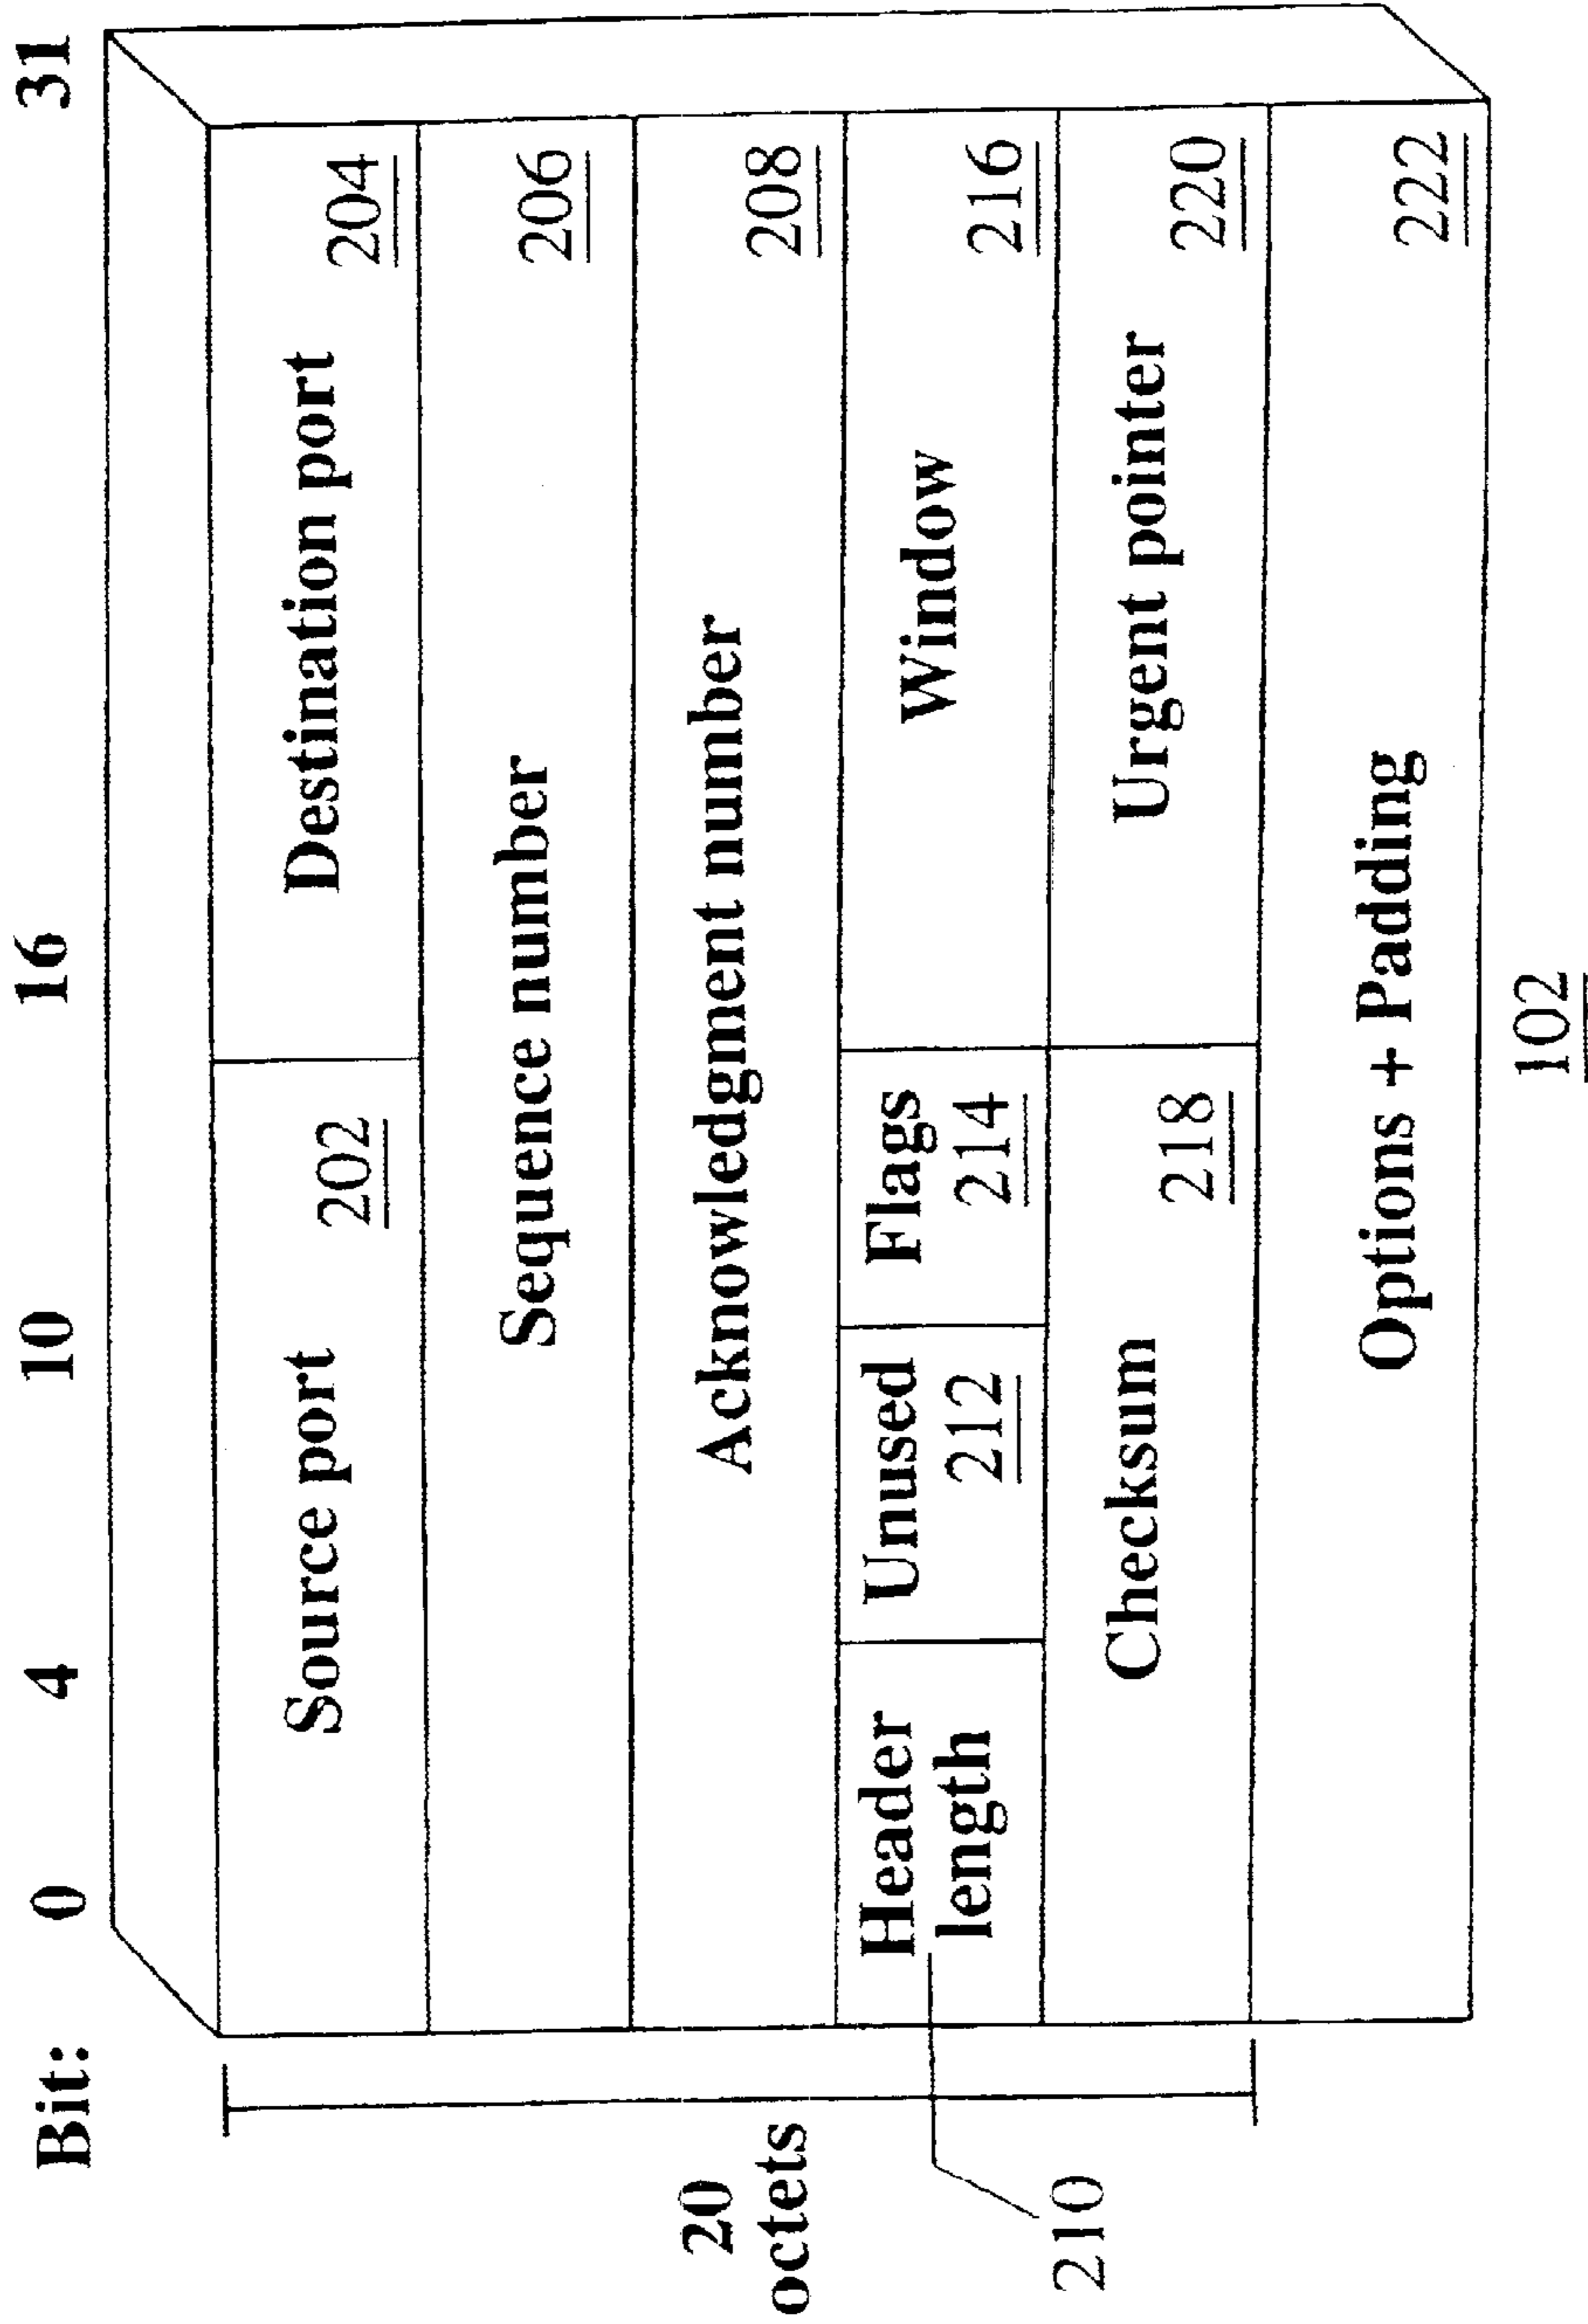 Bit: 0 4 10 16 31
Source port 202 Destination port 204
Sequence number 206
Acknowledgment number 208
Header length Unused 212 Flags 214 Window 216
Checksum 218 Urgent pointer 220
Options + Padding 222
20
octets
210
102